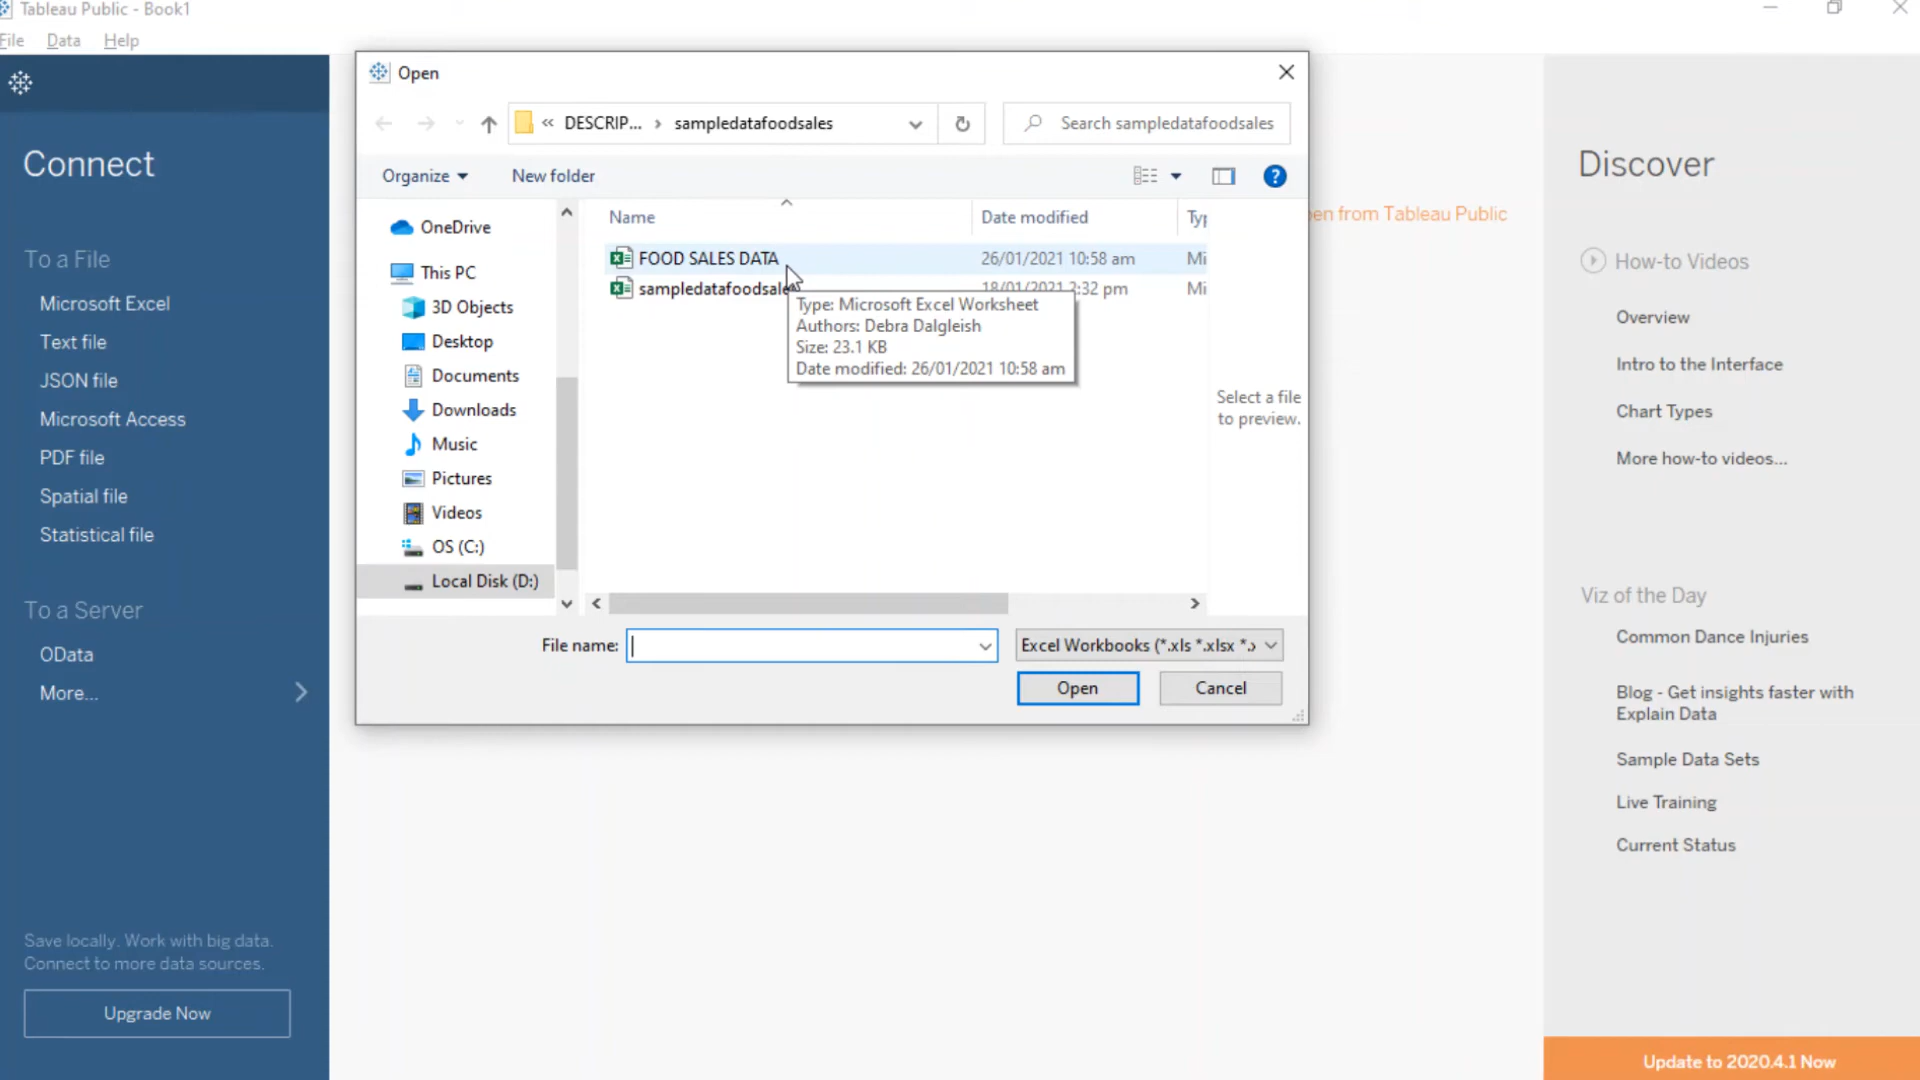 Tableau Public - Book1
File Data Help
Connect
To a File
Microsoft Excel
Text file
JSON file
Microsoft Access
PDF file
Spatial file
Statistical file
To a Server
OData
More...
Save locally. Work with big data.
Connect to more data sources.
Upgrade Now
Open
« DESCRIP... › sampledatafoodsales
Search sampledatafoodsales
Organize
New folder
OneDrive
This PC
3D Objects
Desktop
Documents
Downloads
Music
Pictures
Videos
OS (C:)
Local Disk (D:)
Name Date modified Typ
FOOD SALES DATA 26/01/2021 10:58 am Mi
sampledatafoodsale 18/01/2021 2:32 pm Mi
Type: Microsoft Excel Worksheet
Authors: Debra Dalgleish
Size: 23.1 KB
Date modified: 26/01/2021 10:58 am
Select a file
to preview.
File name:
Excel Workbooks (*.xls *.xlsx *.x
Open
Cancel
en from Tableau Public
Discover
How-to Videos
Overview
Intro to the Interface
Chart Types
More how-to videos...
Viz of the Day
Common Dance Injuries
Blog - Get insights faster with
Explain Data
Sample Data Sets
Live Training
Current Status
Update to 2020.4.1 Now